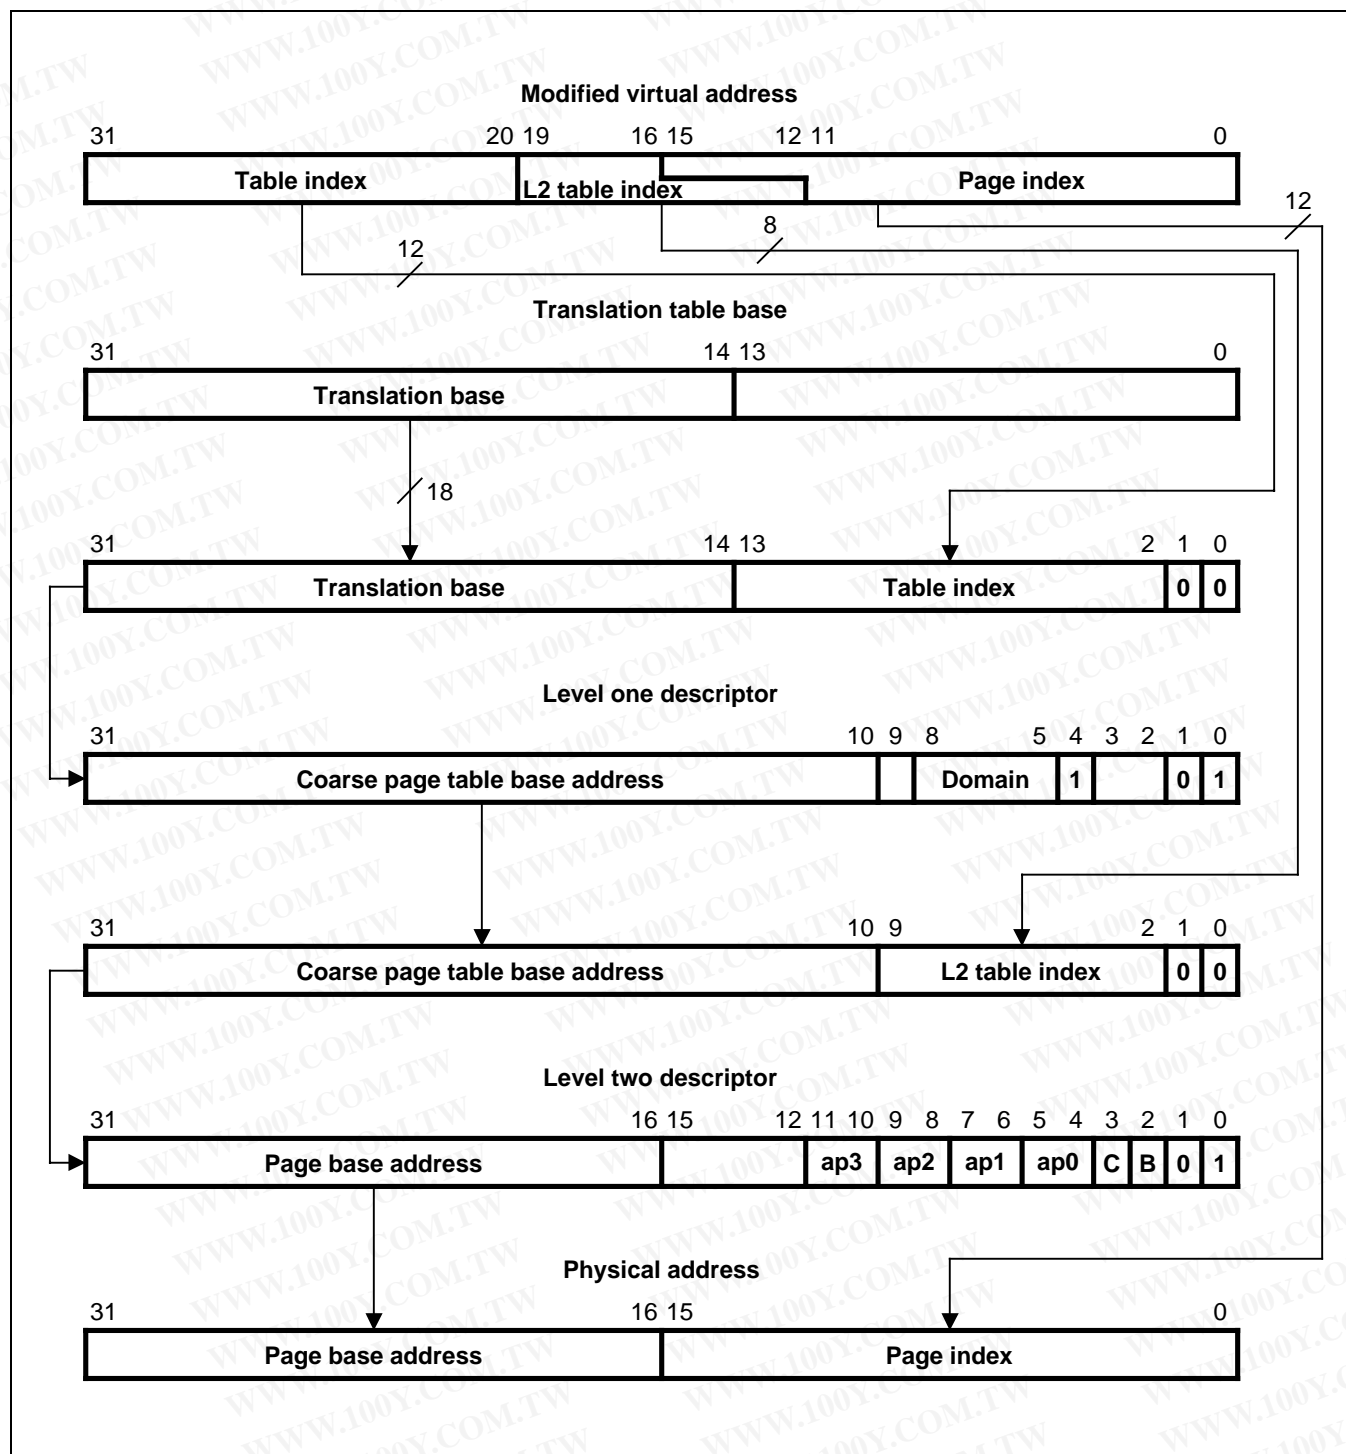 Modified virtual address
31 20 19 16 15 12 11 0
Table index L2 table index Page index
12
8
12
Translation table base
31 14 13 0
Translation base
18
31 14 13 2 1 0
Translation base Table index 0 0
Level one descriptor
31 10 9 8 5 4 3 2 1 0
Coarse page table base address Domain 1 0 1
31 10 9 2 1 0
Coarse page table base address L2 table index 0 0
Level two descriptor
31 16 15 12 11 10 9 8 7 6 5 4 3 2 1 0
Page base address ap3 ap2 ap1 ap0 C B 0 1
Physical address
31 16 15 0
Page base address Page index
WWW.100Y.COM.TW